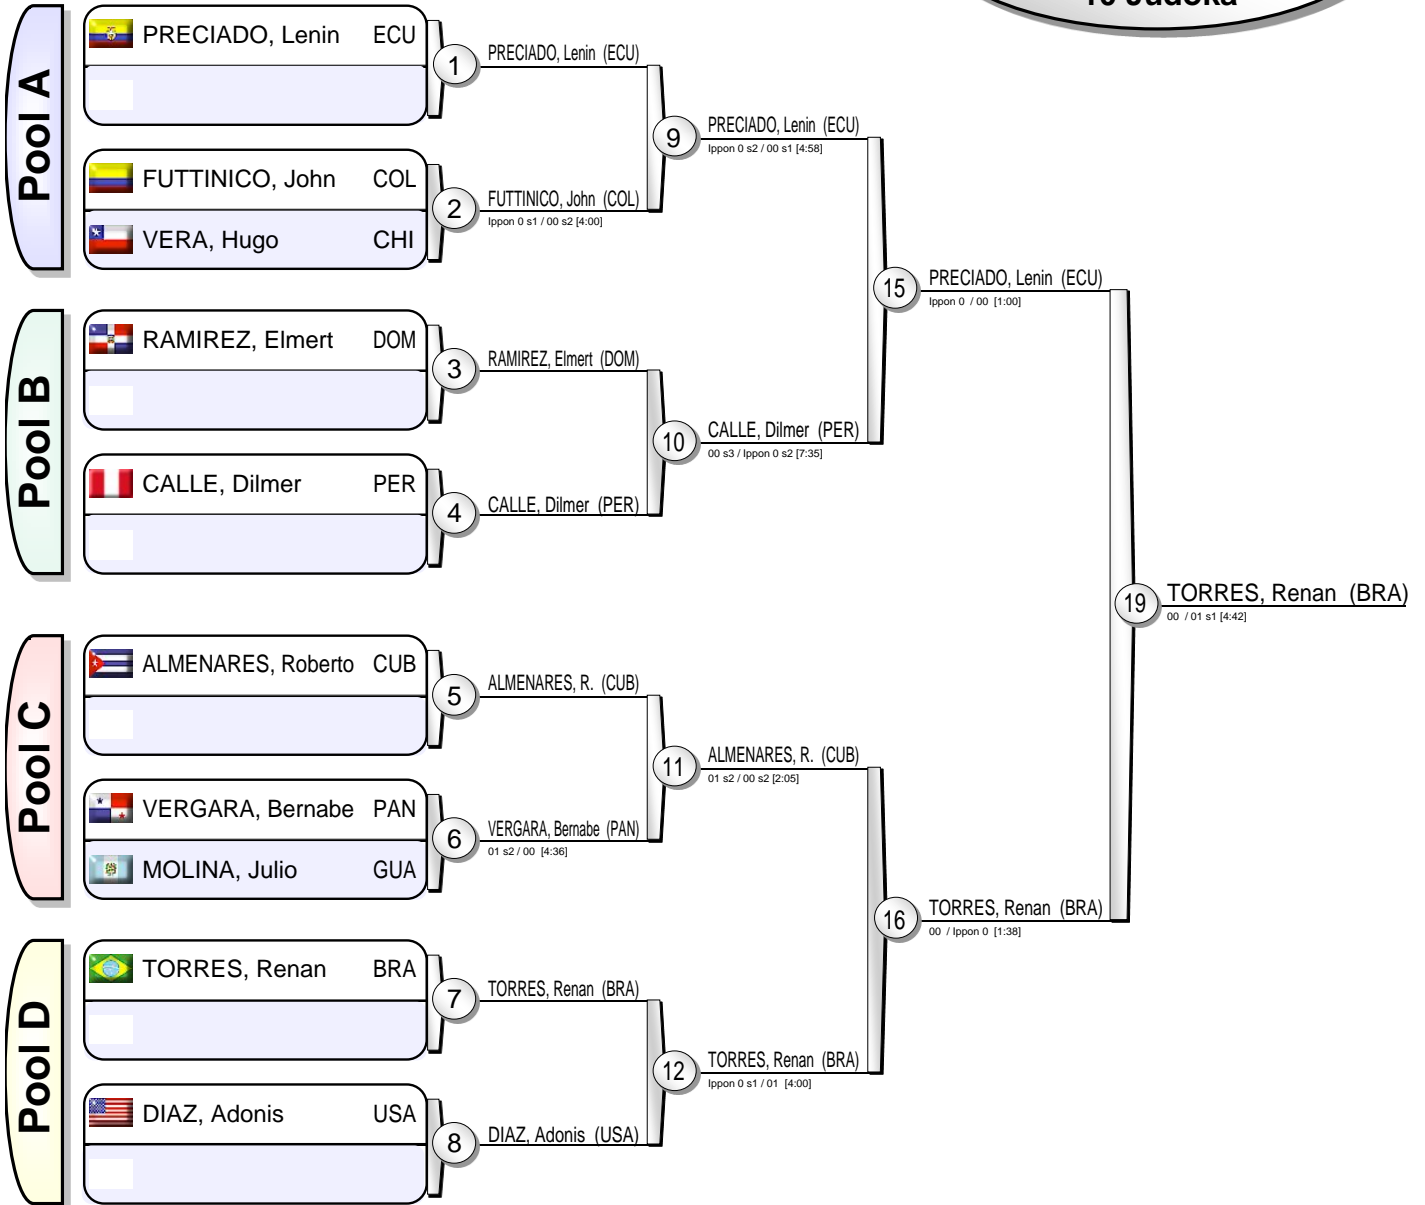 10 Judoka
Pool A
PRECIADO, Lenin ECU
FUTTINICO, John COL
VERA, Hugo CHI
1
PRECIADO, Lenin (ECU)
2
FUTTINICO, John (COL)
Ippon 0 s1 / 00 s2 [4:00]
9
PRECIADO, Lenin (ECU)
Ippon 0 s2 / 00 s1 [4:58]
Pool B
RAMIREZ, Elmert DOM
CALLE, Dilmer PER
3
RAMIREZ, Elmert (DOM)
4
CALLE, Dilmer (PER)
10
CALLE, Dilmer (PER)
00 s3 / Ippon 0 s2 [7:35]
15
PRECIADO, Lenin (ECU)
Ippon 0 / 00 [1:00]
Pool C
ALMENARES, Roberto CUB
VERGARA, Bernabe PAN
MOLINA, Julio GUA
5
ALMENARES, R. (CUB)
6
VERGARA, Bernabe (PAN)
01 s2 / 00 [4:36]
11
ALMENARES, R. (CUB)
01 s2 / 00 s2 [2:05]
Pool D
TORRES, Renan BRA
DIAZ, Adonis USA
7
TORRES, Renan (BRA)
8
DIAZ, Adonis (USA)
12
TORRES, Renan (BRA)
Ippon 0 s1 / 01 [4:00]
16
TORRES, Renan (BRA)
00 / Ippon 0 [1:38]
19
TORRES, Renan (BRA)
00 / 01 s1 [4:42]